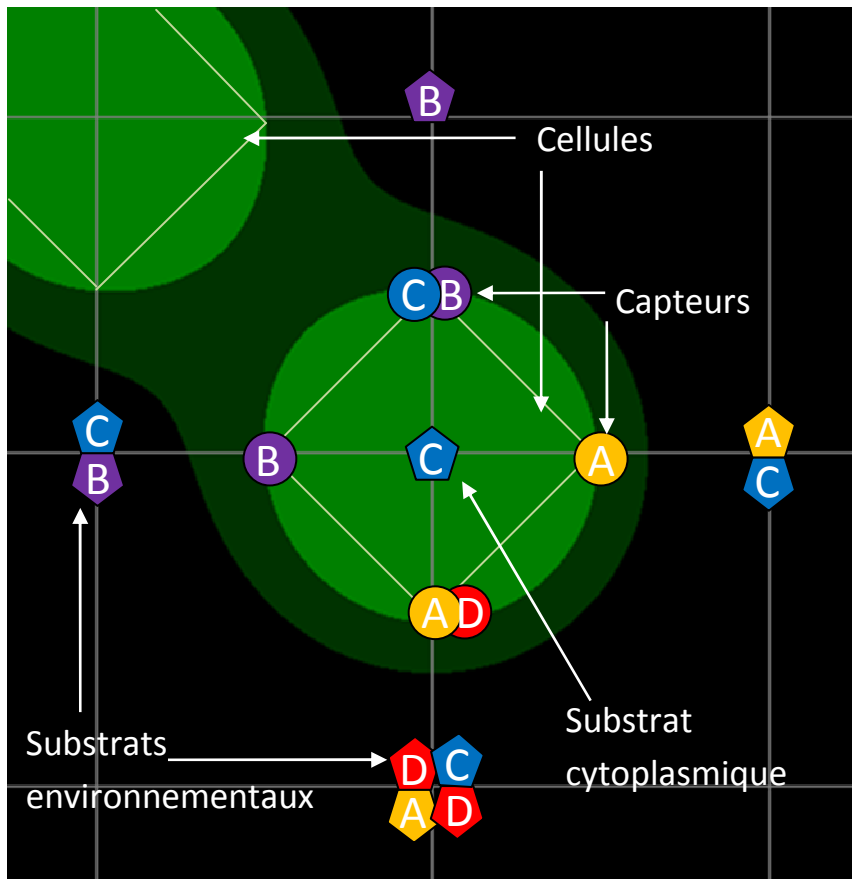 B
Cellules
C B
Capteurs
C
B
B
C
A
A
C
A D
Substrats
environnementaux
Substrat
cytoplasmique
D C
A D